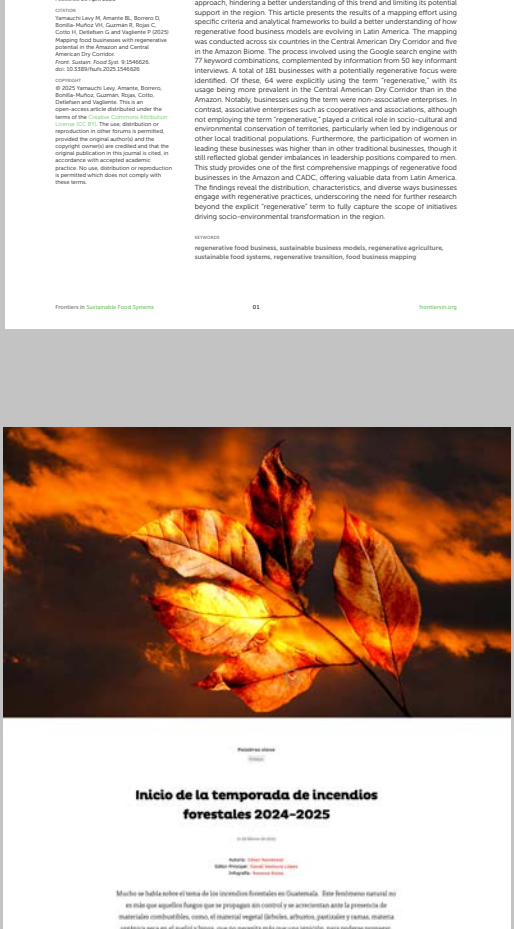 CITATION
Yamauchi Levy M, Amante BL, Borrero D,
Bonilla-Muñoz VH, Guzmán R, Rojas C,
Cotto H, Detlefsen G and Vagliente P (2025)
Mapping food businesses with regenerative
potential in the Amazon and Central
American Dry Corridor.
Front. Sustain. Food Syst. 9:1546626.
doi: 10.3389/fsufs.2025.1546626
COPYRIGHT
© 2025 Yamauchi Levy, Amante, Borrero,
Bonilla-Muñoz, Guzmán, Rojas, Cotto,
Detlefsen and Vagliente. This is an
open-access article distributed under the
terms of the Creative Commons Attribution
License (CC BY). The use, distribution or
reproduction in other forums is permitted,
provided the original author(s) and the
copyright owner(s) are credited and that the
original publication in this journal is cited, in
accordance with accepted academic
practice. No use, distribution or reproduction
is permitted which does not comply with
these terms.
approach, hindering a better understanding of this trend and limiting its potential
support in the region. This article presents the results of a mapping effort using
specific criteria and analytical frameworks to build a better understanding of how
regenerative food business models are evolving in Latin America. The mapping
was conducted across six countries in the Central American Dry Corridor and five
in the Amazon Biome. The process involved using the Google search engine with
77 keyword combinations, complemented by information from 50 key informant
interviews. A total of 181 businesses with a potentially regenerative focus were
identified. Of these, 64 were explicitly using the term "regenerative," with its
usage being more prevalent in the Central American Dry Corridor than in the
Amazon. Notably, businesses using the term were non-associative enterprises. In
contrast, associative enterprises such as cooperatives and associations, although
not employing the term "regenerative," played a critical role in socio-cultural and
environmental conservation of territories, particularly when led by indigenous or
other local traditional populations. Furthermore, the participation of women in
leading these businesses was higher than in other traditional businesses, though it
still reflected global gender imbalances in leadership positions compared to men.
This study provides one of the first comprehensive mappings of regenerative food
businesses in the Amazon and CADC, offering valuable data from Latin America.
The findings reveal the distribution, characteristics, and diverse ways businesses
engage with regenerative practices, underscoring the need for further research
beyond the explicit "regenerative" term to fully capture the scope of initiatives
driving socio-environmental transformation in the region.
KEYWORDS
regenerative food business, sustainable business models, regenerative agriculture,
sustainable food systems, regenerative transition, food business mapping
Frontiers in Sustainable Food Systems
01
frontiersin.org
Palabras clave
Inicio de la temporada de incendios
forestales 2024-2025
Mucho se habla sobre el tema de los incendios forestales en Guatemala. Este fenómeno natural no
es más que aquellos fuegos que se propagan sin control y se acrecientan ante la presencia de
materiales combustibles, como, el material vegetal (árboles, arbustos, pastizales y ramas, materia